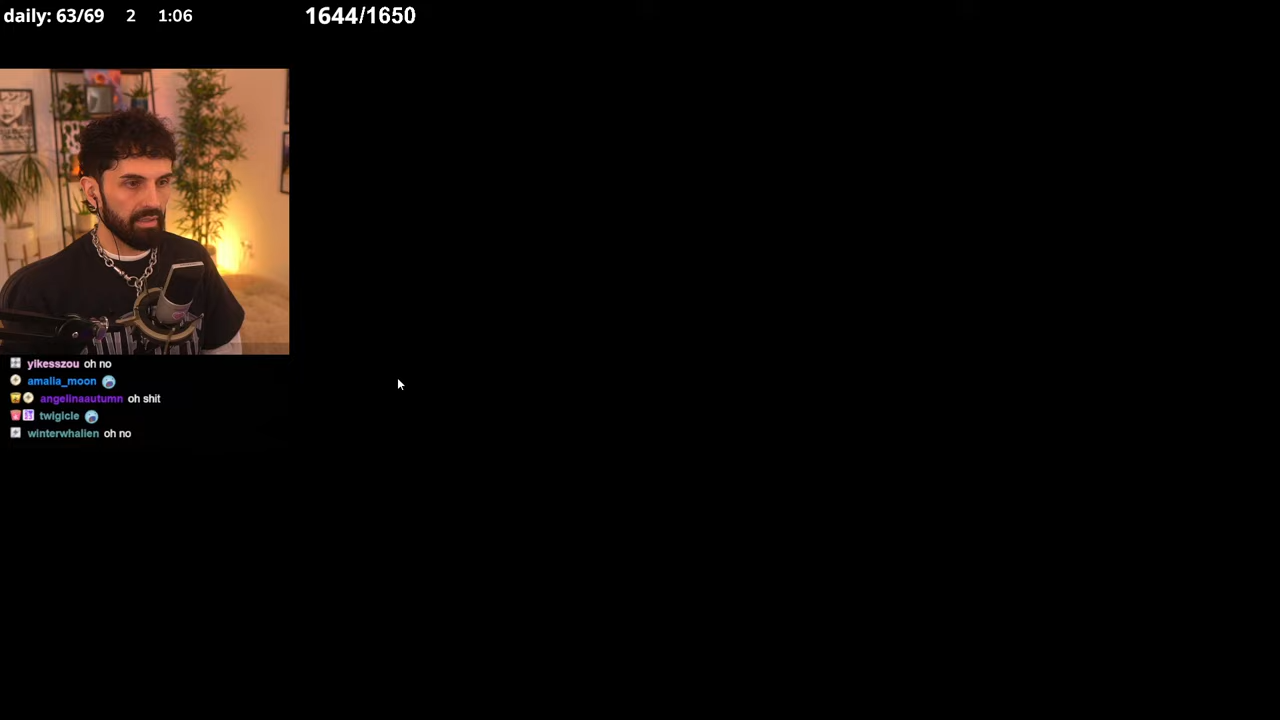 daily: 63/69 2 1:06 1644/1650
yikesszou oh no
amalia_moon
angelinaautumn oh shit
twigicle
winterwhalien oh no